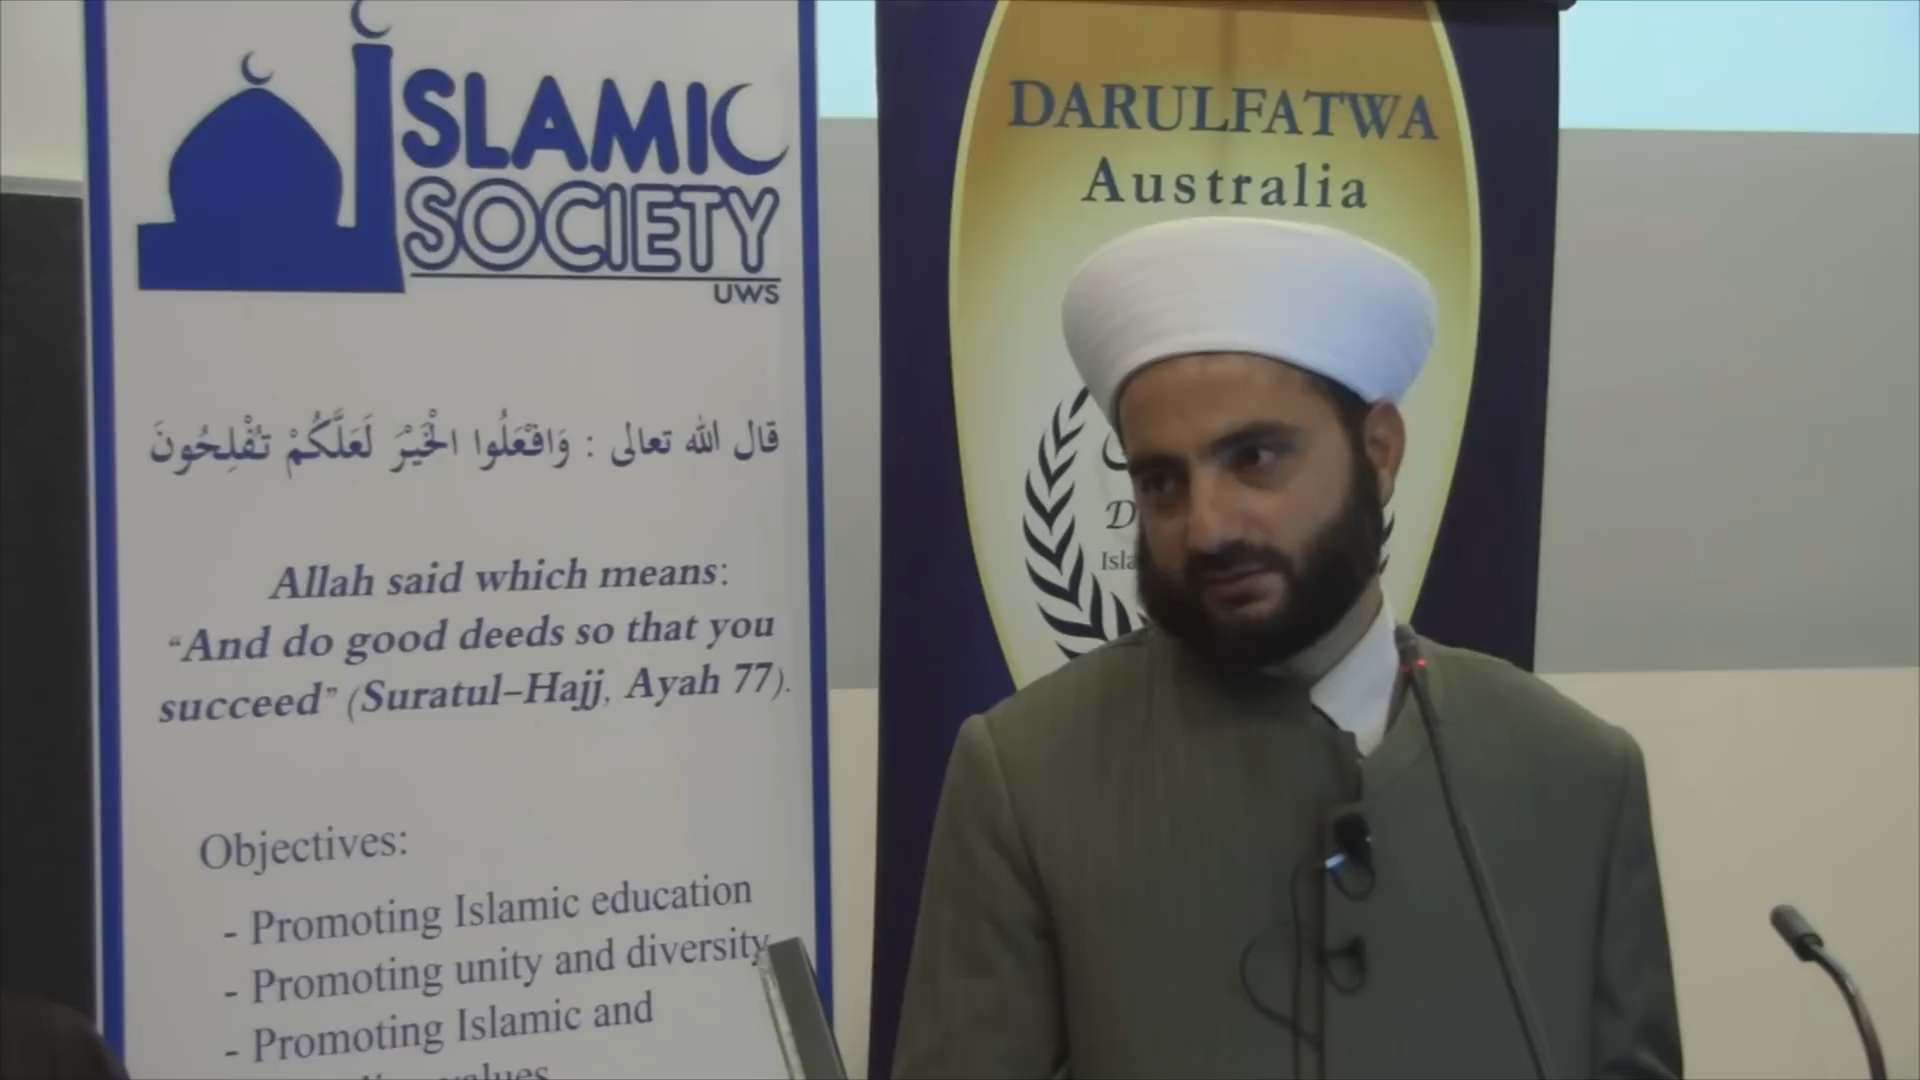 ISLAMIC
SOCIETY
UWS
قال الله تعالى : وَافْعَلُوا الْخَيْرَ لَعَلَّكُمْ تُفْلِحُونَ
Allah said which means:
“And do good deeds so that you
succeed” (Suratul-Hajj, Ayah 77).
Objectives:
- Promoting Islamic education
- Promoting unity and diversity
- Promoting Islamic and
DARULFATWA
Australia